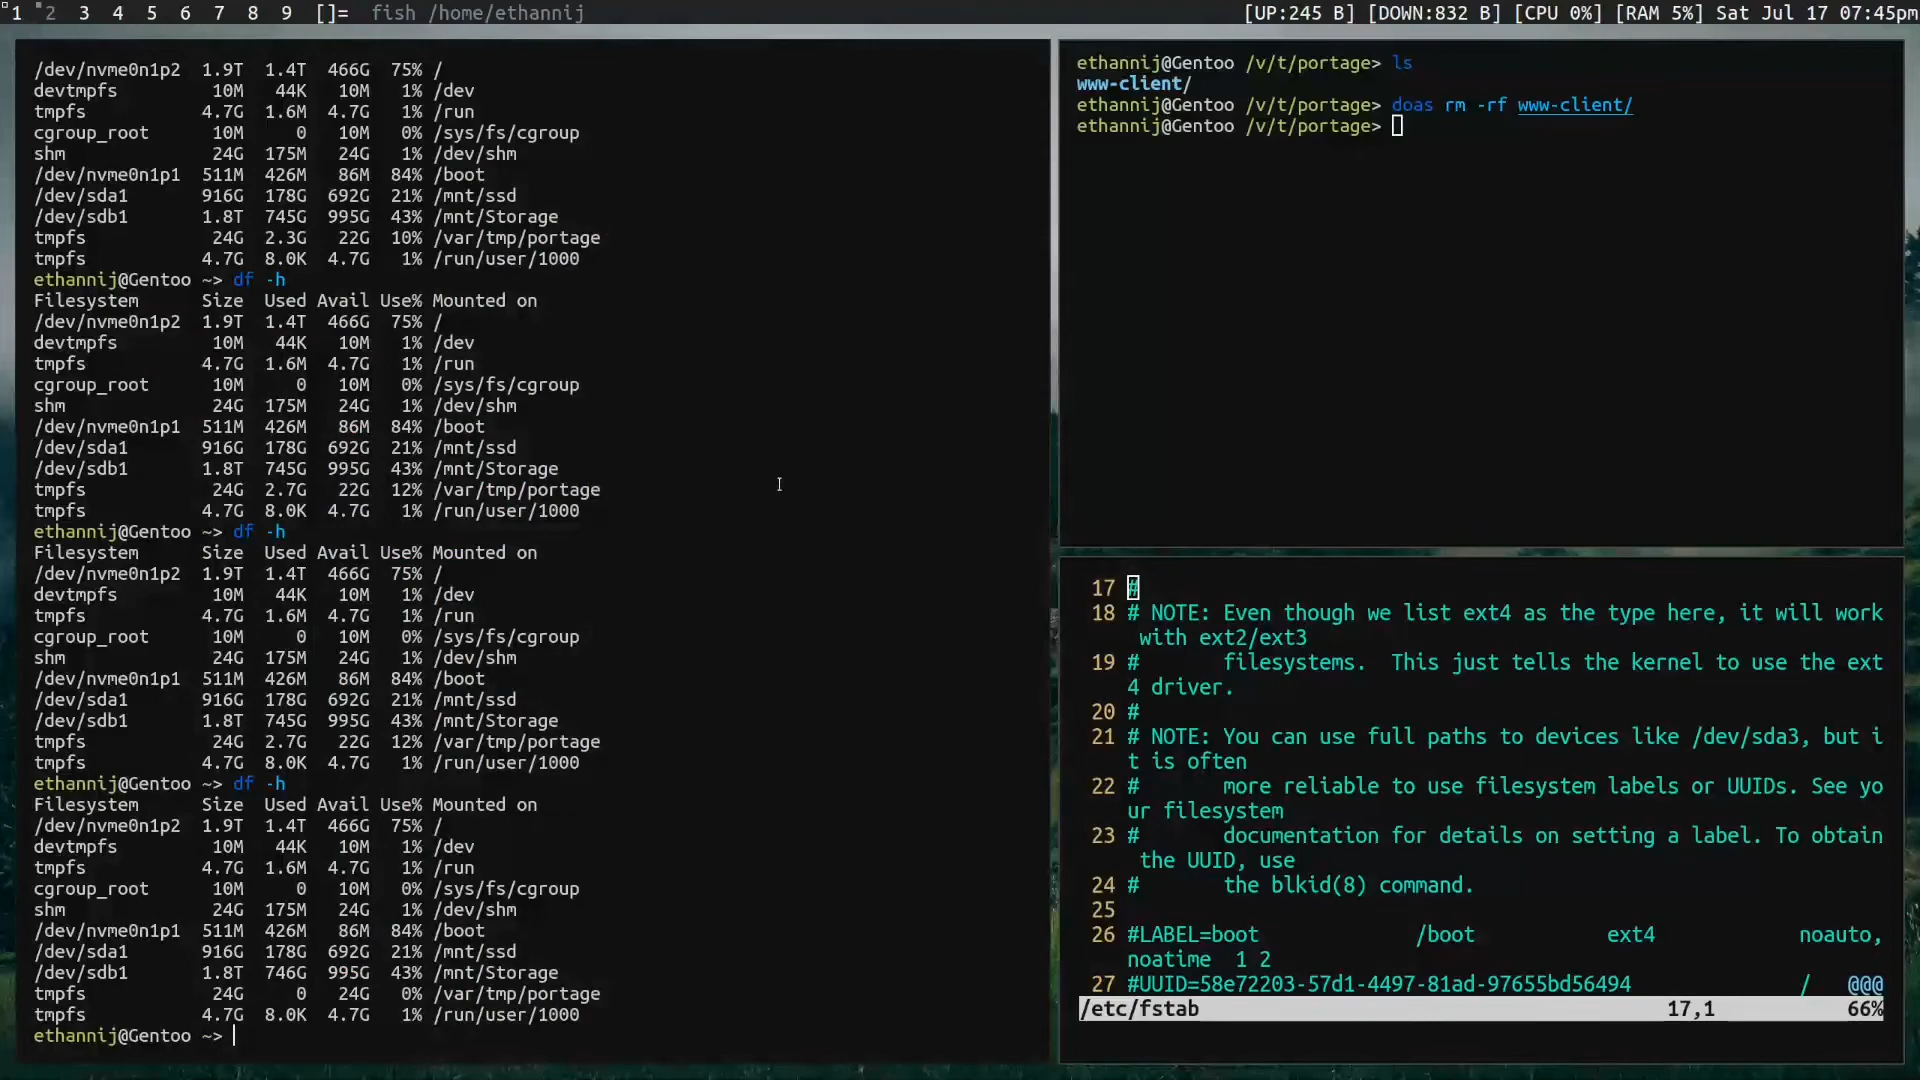 1 2 3 4 5 6 7 8 9 []= fish /home/ethannij [UP:245 B] [DOWN:832 B] [CPU 0%] [RAM 5%] Sat Jul 17 07:45pm
/dev/nvme0n1p2 1.9T 1.4T 466G 75% /
devtmpfs 10M 44K 10M 1% /dev
tmpfs 4.7G 1.6M 4.7G 1% /run
cgroup_root 10M 0 10M 0% /sys/fs/cgroup
shm 24G 175M 24G 1% /dev/shm
/dev/nvme0n1p1 511M 426M 86M 84% /boot
/dev/sda1 916G 178G 692G 21% /mnt/ssd
/dev/sdb1 1.8T 745G 995G 43% /mnt/Storage
tmpfs 24G 2.3G 22G 10% /var/tmp/portage
tmpfs 4.7G 8.0K 4.7G 1% /run/user/1000
ethannij@Gentoo ~> df -h
Filesystem Size Used Avail Use% Mounted on
/dev/nvme0n1p2 1.9T 1.4T 466G 75% /
devtmpfs 10M 44K 10M 1% /dev
tmpfs 4.7G 1.6M 4.7G 1% /run
cgroup_root 10M 0 10M 0% /sys/fs/cgroup
shm 24G 175M 24G 1% /dev/shm
/dev/nvme0n1p1 511M 426M 86M 84% /boot
/dev/sda1 916G 178G 692G 21% /mnt/ssd
/dev/sdb1 1.8T 745G 995G 43% /mnt/Storage
tmpfs 24G 2.7G 22G 12% /var/tmp/portage
tmpfs 4.7G 8.0K 4.7G 1% /run/user/1000
ethannij@Gentoo ~> df -h
Filesystem Size Used Avail Use% Mounted on
/dev/nvme0n1p2 1.9T 1.4T 466G 75% /
devtmpfs 10M 44K 10M 1% /dev
tmpfs 4.7G 1.6M 4.7G 1% /run
cgroup_root 10M 0 10M 0% /sys/fs/cgroup
shm 24G 175M 24G 1% /dev/shm
/dev/nvme0n1p1 511M 426M 86M 84% /boot
/dev/sda1 916G 178G 692G 21% /mnt/ssd
/dev/sdb1 1.8T 745G 995G 43% /mnt/Storage
tmpfs 24G 2.7G 22G 12% /var/tmp/portage
tmpfs 4.7G 8.0K 4.7G 1% /run/user/1000
ethannij@Gentoo ~> df -h
Filesystem Size Used Avail Use% Mounted on
/dev/nvme0n1p2 1.9T 1.4T 466G 75% /
devtmpfs 10M 44K 10M 1% /dev
tmpfs 4.7G 1.6M 4.7G 1% /run
cgroup_root 10M 0 10M 0% /sys/fs/cgroup
shm 24G 175M 24G 1% /dev/shm
/dev/nvme0n1p1 511M 426M 86M 84% /boot
/dev/sda1 916G 178G 692G 21% /mnt/ssd
/dev/sdb1 1.8T 746G 995G 43% /mnt/Storage
tmpfs 24G 0 24G 0% /var/tmp/portage
tmpfs 4.7G 8.0K 4.7G 1% /run/user/1000
ethannij@Gentoo ~>
ethannij@Gentoo /v/t/portage> ls
www-client/
ethannij@Gentoo /v/t/portage> doas rm -rf www-client/
ethannij@Gentoo /v/t/portage>
17 #
18 # NOTE: Even though we list ext4 as the type here, it will work
with ext2/ext3
19 # filesystems. This just tells the kernel to use the ext
4 driver.
20 #
21 # NOTE: You can use full paths to devices like /dev/sda3, but i
t is often
22 # more reliable to use filesystem labels or UUIDs. See yo
ur filesystem
23 # documentation for details on setting a label. To obtain
the UUID, use
24 # the blkid(8) command.
25
26 #LABEL=boot /boot ext4 noauto,
noatime 1 2
27 #UUID=58e72203-57d1-4497-81ad-97655bd56494 / @@@
/etc/fstab 17,1 66%